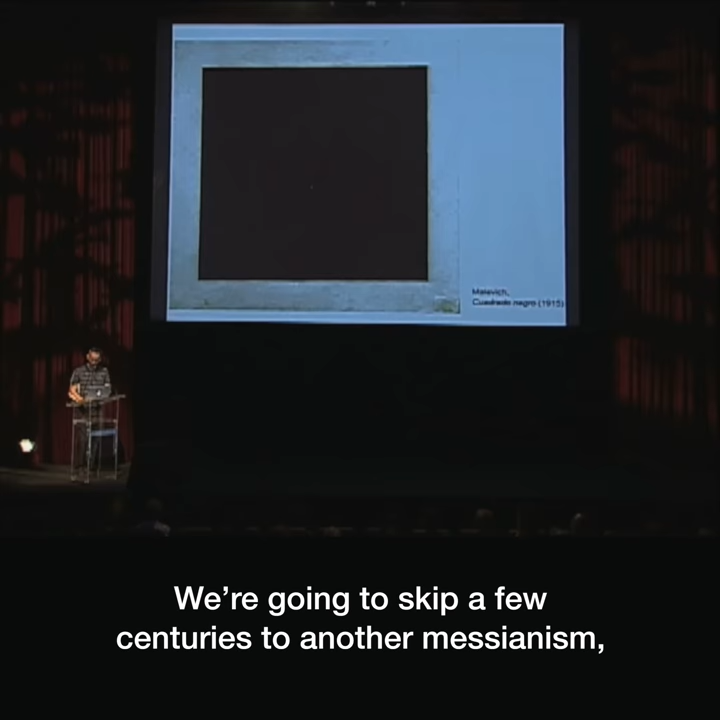 Malevich,
Cuadrado negro (1915)
We're going to skip a few
centuries to another messianism,